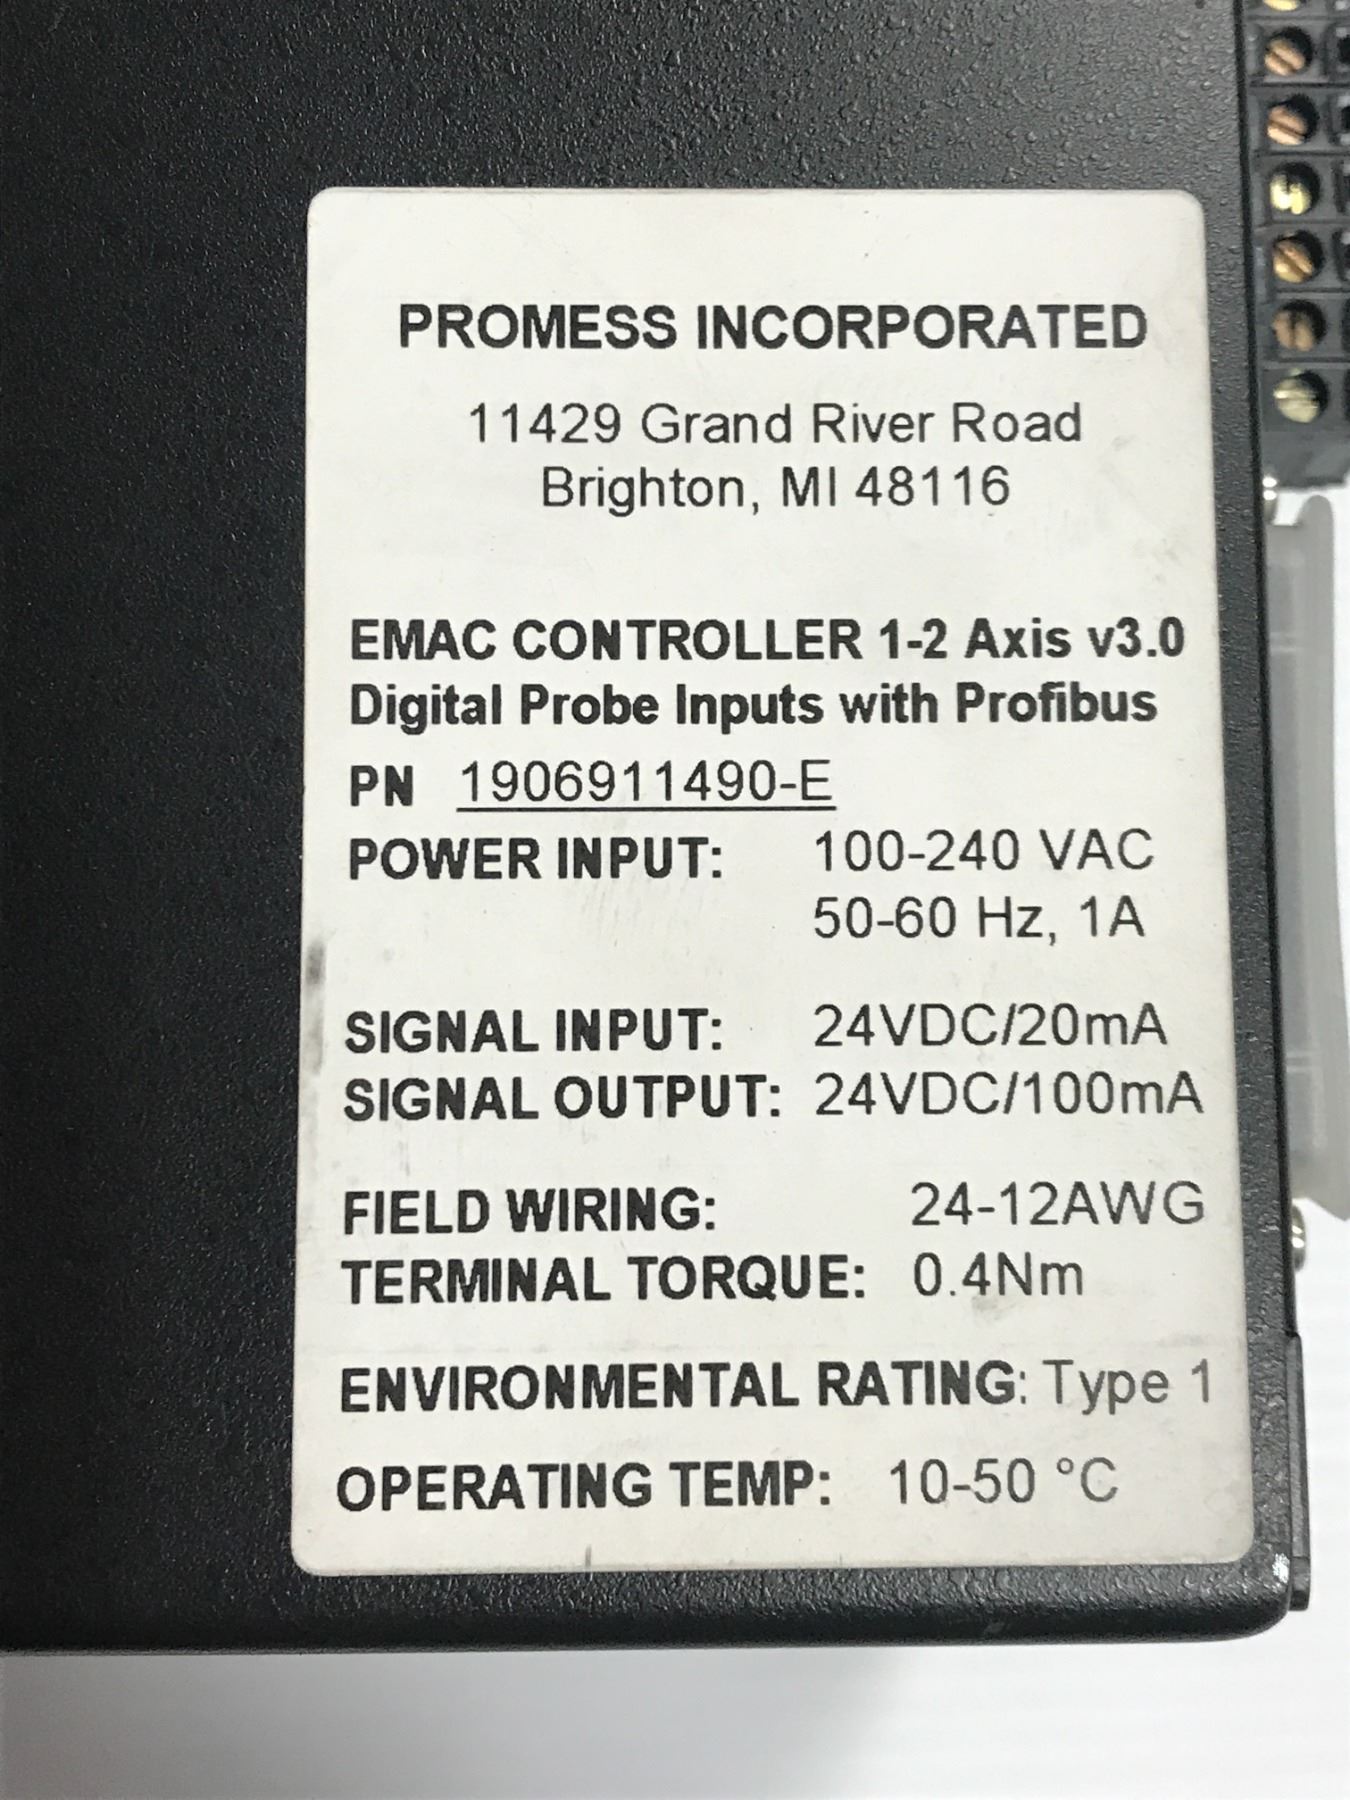 PROMESS INCORPORATED
11429 Grand River Road
Brighton, MI 48116
EMAC CONTROLLER 1-2 Axis v3.0
Digital Probe Inputs with Profibus
PN 1906911490-E
POWER INPUT: 100-240 VAC
50-60 Hz, 1A
SIGNAL INPUT: 24VDC/20mA
SIGNAL OUTPUT: 24VDC/100mA
FIELD WIRING: 24-12AWG
TERMINAL TORQUE: 0.4Nm
ENVIRONMENTAL RATING: Type 1
OPERATING TEMP: 10-50 °C